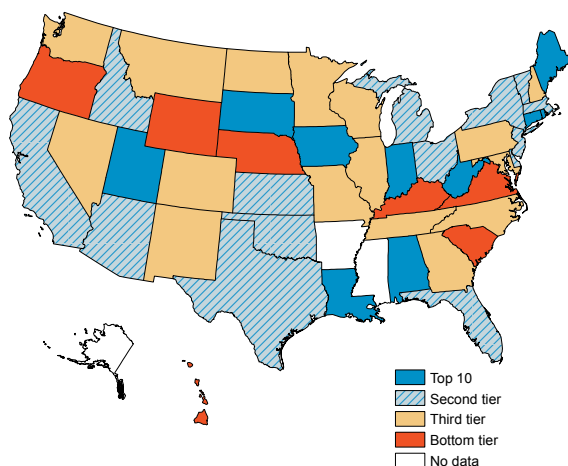 Top 10
Second tier
Third tier
Bottom tier
No data